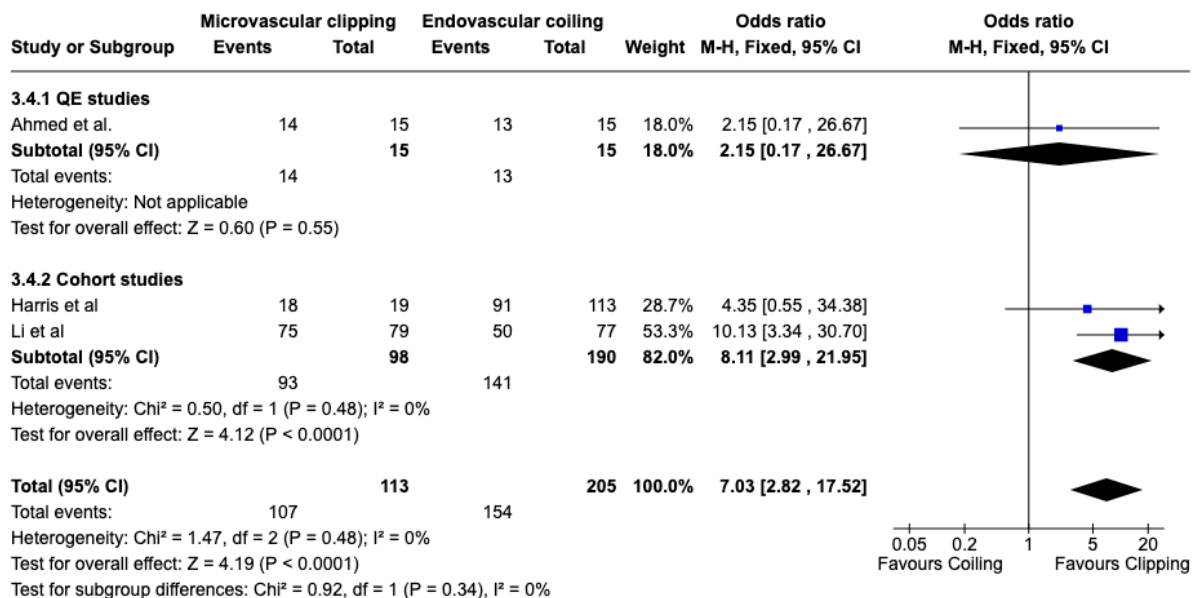 Microvascular clipping Endovascular coiling Odds ratio Odds ratio
Study or Subgroup Events Total Events Total Weight M-H, Fixed, 95% CI M-H, Fixed, 95% CI
3.4.1 QE studies
Ahmed et al. 14 15 13 15 18.0% 2.15 [0.17 , 26.67]
Subtotal (95% CI) 15 15 18.0% 2.15 [0.17 , 26.67]
Total events: 14 13
Heterogeneity: Not applicable
Test for overall effect: Z = 0.60 (P = 0.55)
3.4.2 Cohort studies
Harris et al 18 19 91 113 28.7% 4.35 [0.55 , 34.38]
Li et al 75 79 50 77 53.3% 10.13 [3.34 , 30.70]
Subtotal (95% CI) 98 190 82.0% 8.11 [2.99 , 21.95]
Total events: 93 141
Heterogeneity: Chi² = 0.50, df = 1 (P = 0.48); I² = 0%
Test for overall effect: Z = 4.12 (P < 0.0001)
Total (95% CI) 113 205 100.0% 7.03 [2.82 , 17.52]
Total events: 107 154
Heterogeneity: Chi² = 1.47, df = 2 (P = 0.48); I² = 0%
Test for overall effect: Z = 4.19 (P < 0.0001)
Test for subgroup differences: Chi² = 0.92, df = 1 (P = 0.34), I² = 0%
0.05 0.2 1 5 20
Favours Coiling Favours Clipping